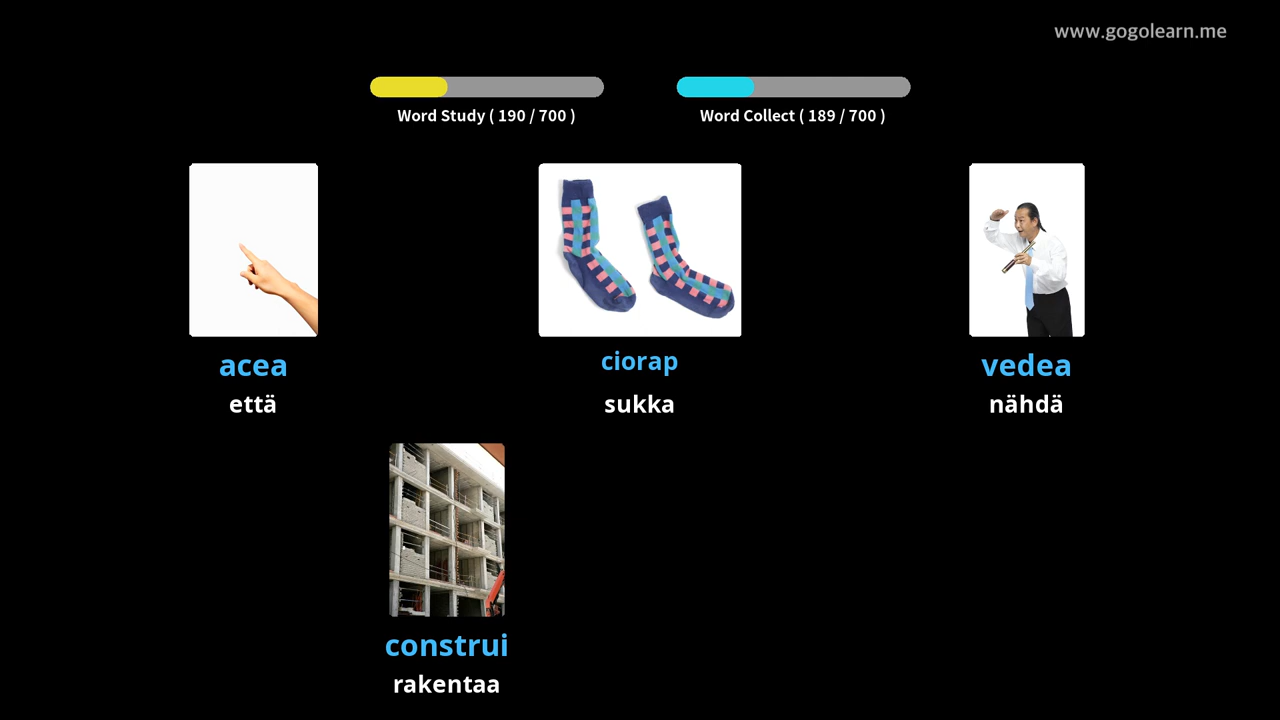 www.gogolearn.me
Word Study ( 190 / 700 )
Word Collect ( 189 / 700 )
acea
että
ciorap
sukka
vedea
nähdä
construi
rakentaa